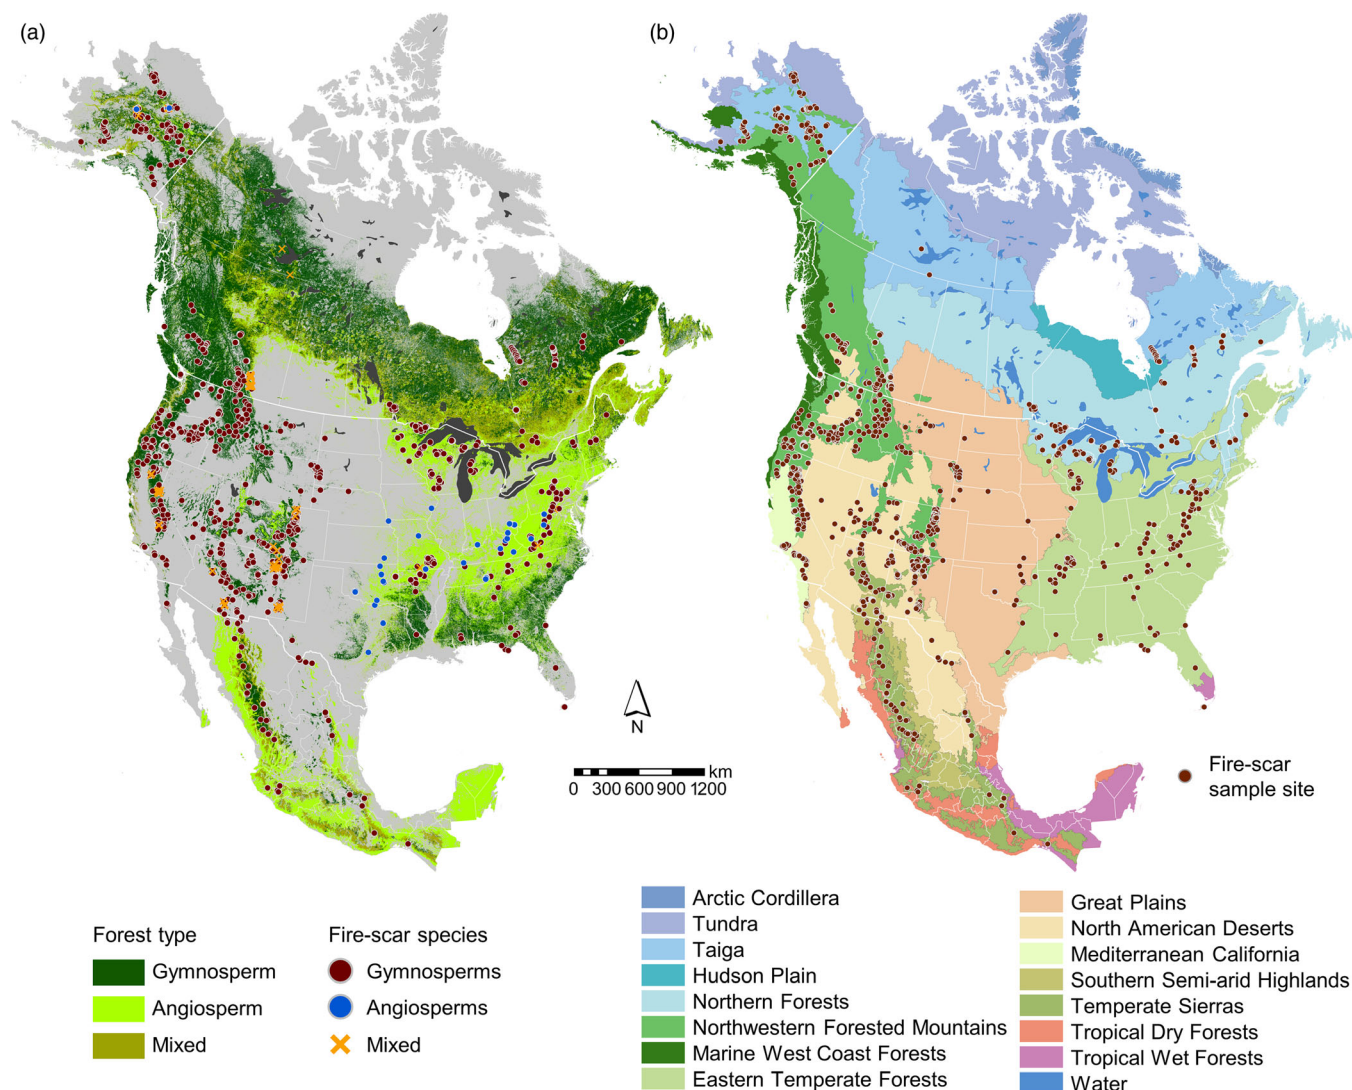 (a)
(b)
N
km
0 300 600 900 1200
Fire-scar
sample site
Forest type
Gymnosperm
Angiosperm
Mixed
Fire-scar species
Gymnosperms
Angiosperms
Mixed
Arctic Cordillera
Tundra
Taiga
Hudson Plain
Northern Forests
Northwestern Forested Mountains
Marine West Coast Forests
Eastern Temperate Forests
Great Plains
North American Deserts
Mediterranean California
Southern Semi-arid Highlands
Temperate Sierras
Tropical Dry Forests
Tropical Wet Forests
Water